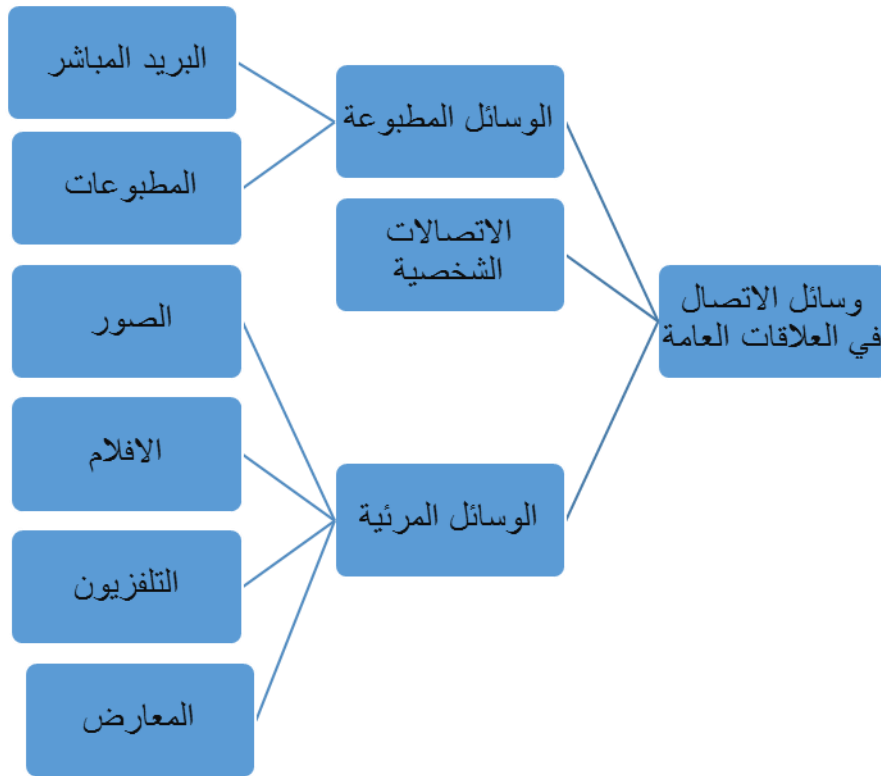 وسائل الاتصال
في العلاقات العامة
الوسائل المطبوعة
البريد المباشر
المطبوعات
الاتصالات
الشخصية
الوسائل المرئية
الصور
الافلام
التلفزيون
المعارض